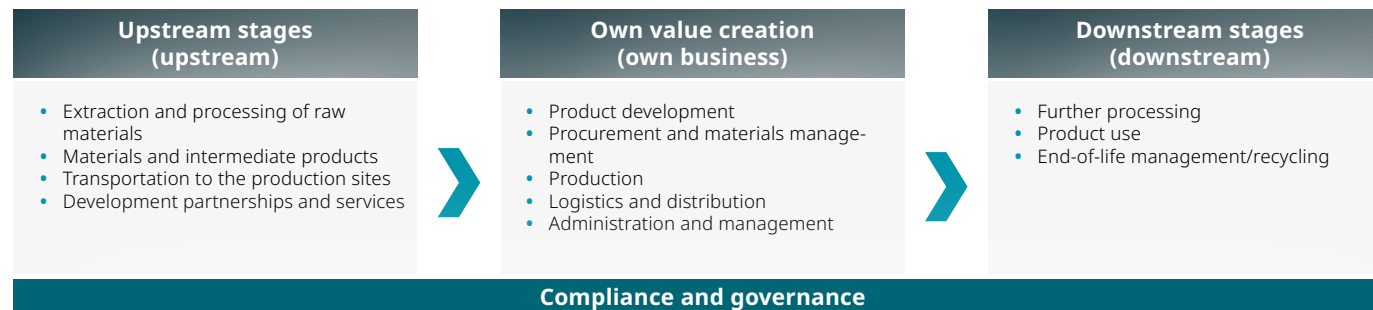 Upstream stages
(upstream)
• Extraction and processing of raw
materials
• Materials and intermediate products
• Transportation to the production sites
• Development partnerships and services
Own value creation
(own business)
• Product development
• Procurement and materials manage-
ment
• Production
• Logistics and distribution
• Administration and management
Downstream stages
(downstream)
• Further processing
• Product use
• End-of-life management/recycling
Compliance and governance